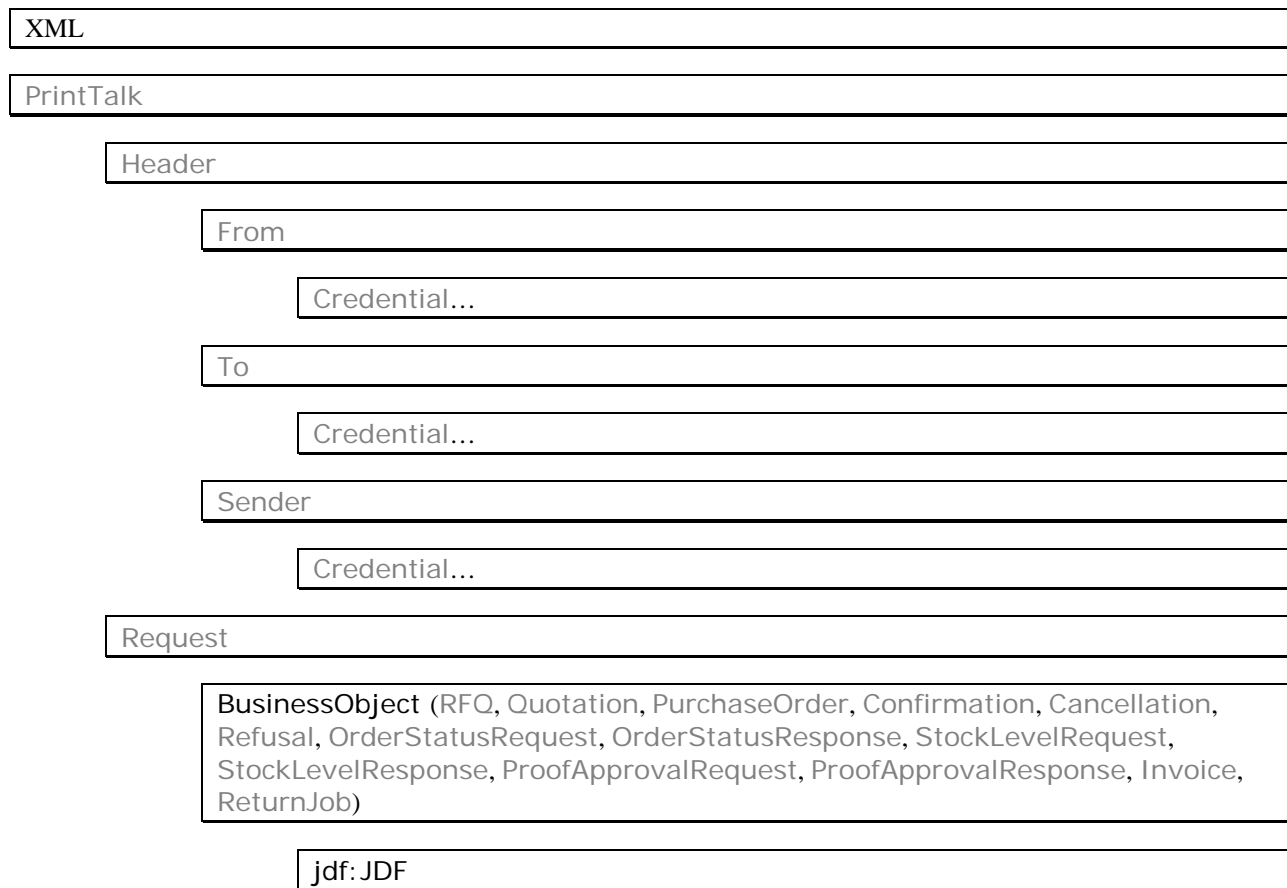 XML
PrintTalk
Header
From
Credential...
To
Credential...
Sender
Credential...
Request
BusinessObject (RFQ, Quotation, PurchaseOrder, Confirmation, Cancellation,
Refusal, OrderStatusRequest, OrderStatusResponse, StockLevelRequest,
StockLevelResponse, ProofApprovalRequest, ProofApprovalResponse, Invoice,
ReturnJob)
jdf:JDF